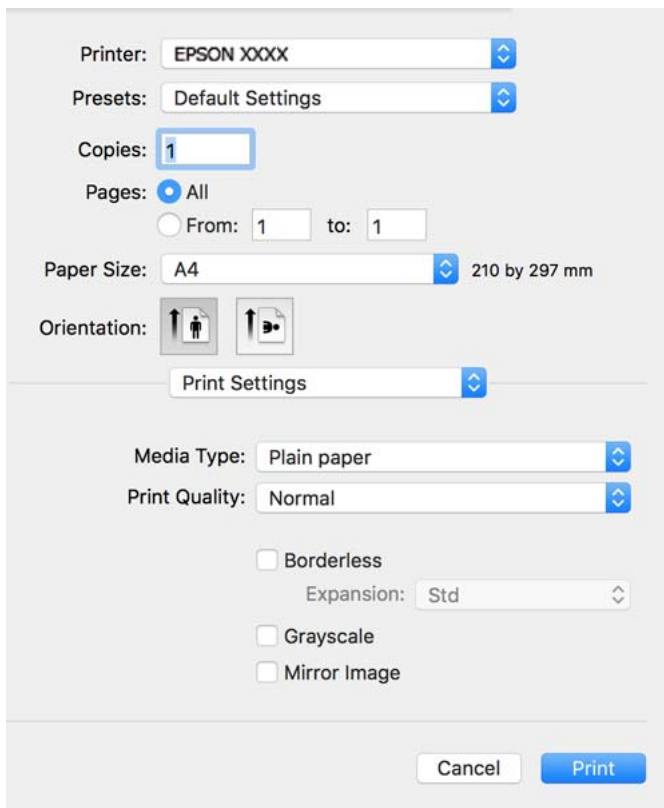 Printer: EPSON XXXX
Presets: Default Settings
Copies: 1
Pages: All
From: 1 to: 1
Paper Size: A4 210 by 297 mm
Orientation:
Print Settings
Media Type: Plain paper
Print Quality: Normal
Borderless
Expansion: Std
Grayscale
Mirror Image
Cancel Print